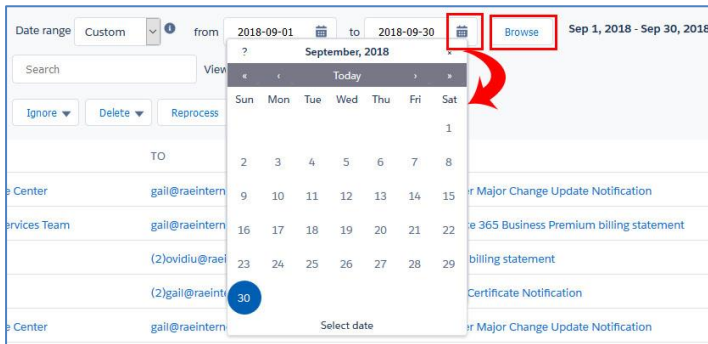 Date range Custom from 2018-09-01 to 2018-09-30 Browse Sep 1, 2018 - Sep 30, 2018
? September, 2018 ×
Search View
« ‹ Today › »
Ignore Delete Reprocess
Sun Mon Tue Wed Thu Fri Sat
1
TO
2 3 4 5 6 7 8
e Center gail@raeintern 9 10 11 12 13 14 15 r Major Change Update Notification
ervices Team gail@raeintern 16 17 18 19 20 21 22 e 365 Business Premium billing statement
(2)ovidiu@raei 23 24 25 26 27 28 29 billing statement
(2)gail@raeinte 30 Certificate Notification
e Center gail@raeintern Select date r Major Change Update Notification